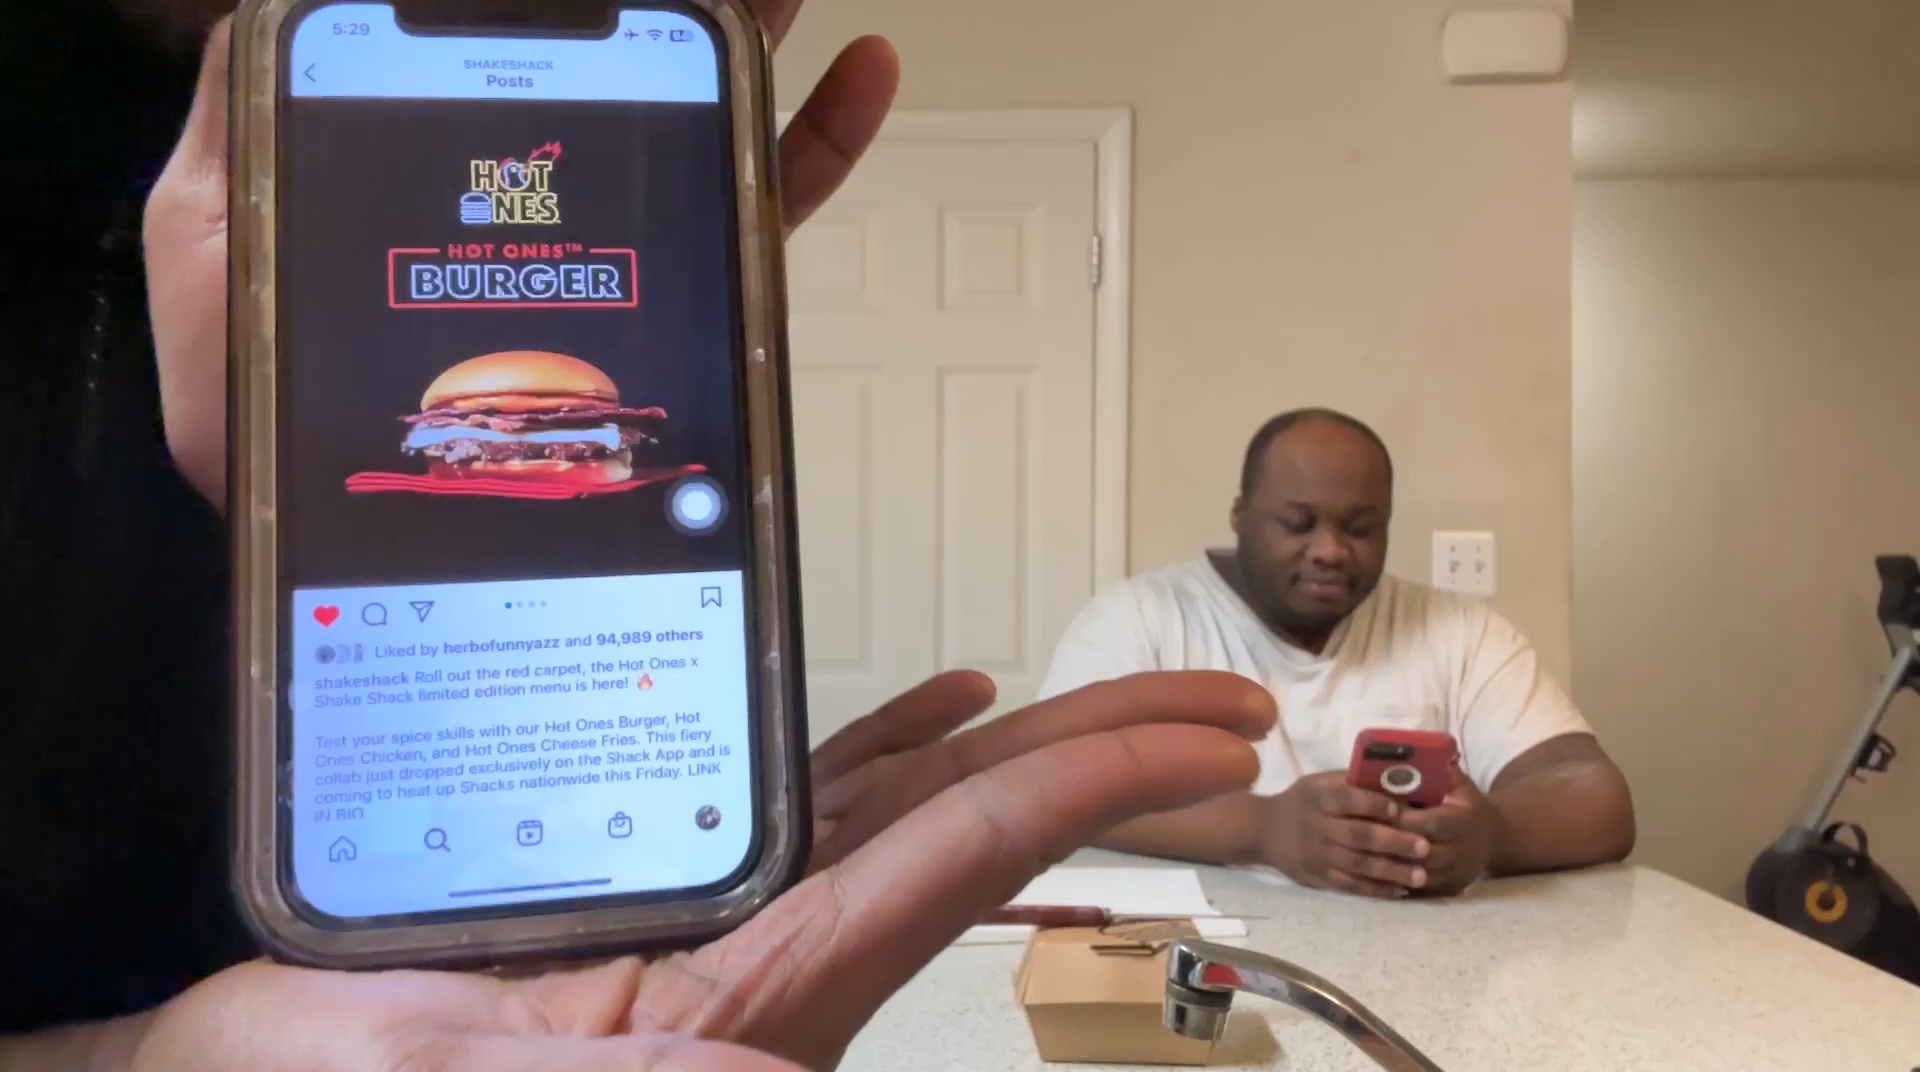 5:29
SHAKESHACK
Posts
HOT
ONES
HOT ONES™
BURGER
Liked by herbofunnyazz and 94,989 others
shakeshack Roll out the red carpet, the Hot Ones x
Shake Shack limited edition menu is here! 🔥
Test your spice skills with our Hot Ones Burger, Hot
Ones Chicken, and Hot Ones Cheese Fries. This fiery
collab just dropped exclusively on the Shack App and is
coming to heat up Shacks nationwide this Friday. LINK
IN BIO